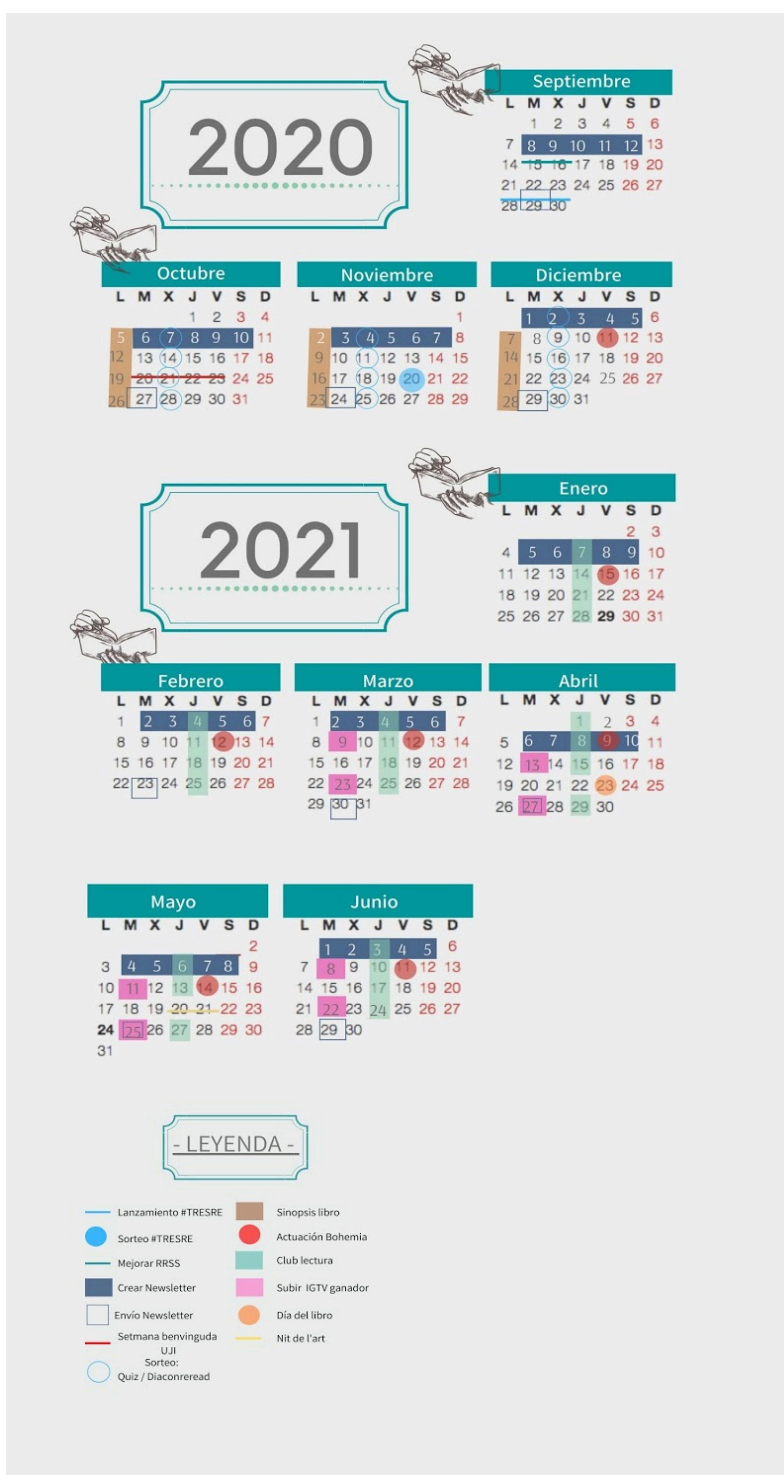 2020
Septiembre
L M X J V S D
1 2 3 4 5 6
7 8 9 10 11 12 13
14 15 16 17 18 19 20
21 22 23 24 25 26 27
28 29 30
Octubre
L M X J V S D
1 2 3 4
5 6 7 8 9 10 11
12 13 14 15 16 17 18
19 20 21 22 23 24 25
26 27 28 29 30 31
Noviembre
L M X J V S D
1
2 3 4 5 6 7 8
9 10 11 12 13 14 15
16 17 18 19 20 21 22
23 24 25 26 27 28 29
Diciembre
L M X J V S D
1 2 3 4 5 6
7 8 9 10 11 12 13
14 15 16 17 18 19 20
21 22 23 24 25 26 27
28 29 30 31
2021
Enero
L M X J V S D
2 3
4 5 6 7 8 9 10
11 12 13 14 15 16 17
18 19 20 21 22 23 24
25 26 27 28 29 30 31
Febrero
L M X J V S D
1 2 3 4 5 6 7
8 9 10 11 12 13 14
15 16 17 18 19 20 21
22 23 24 25 26 27 28
Marzo
L M X J V S D
1 2 3 4 5 6 7
8 9 10 11 12 13 14
15 16 17 18 19 20 21
22 23 24 25 26 27 28
29 30 31
Abril
L M X J V S D
1 2 3 4
5 6 7 8 9 10 11
12 13 14 15 16 17 18
19 20 21 22 23 24 25
26 27 28 29 30
Mayo
L M X J V S D
2
3 4 5 6 7 8 9
10 11 12 13 14 15 16
17 18 19 20 21 22 23
24 25 26 27 28 29 30
31
Junio
L M X J V S D
1 2 3 4 5 6
7 8 9 10 11 12 13
14 15 16 17 18 19 20
21 22 23 24 25 26 27
28 29 30
- LEYENDA -
Lanzamiento #TRESRE
Sorteo #TRESRE
Mejorar RRSS
Crear Newsletter
Envío Newsletter
Setmana benvinguda
UJI
Sorteo:
Quiz / Diaconreread
Sinopsis libro
Actuación Bohemia
Club lectura
Subir IGTV ganador
Día del libro
Nit de l'art